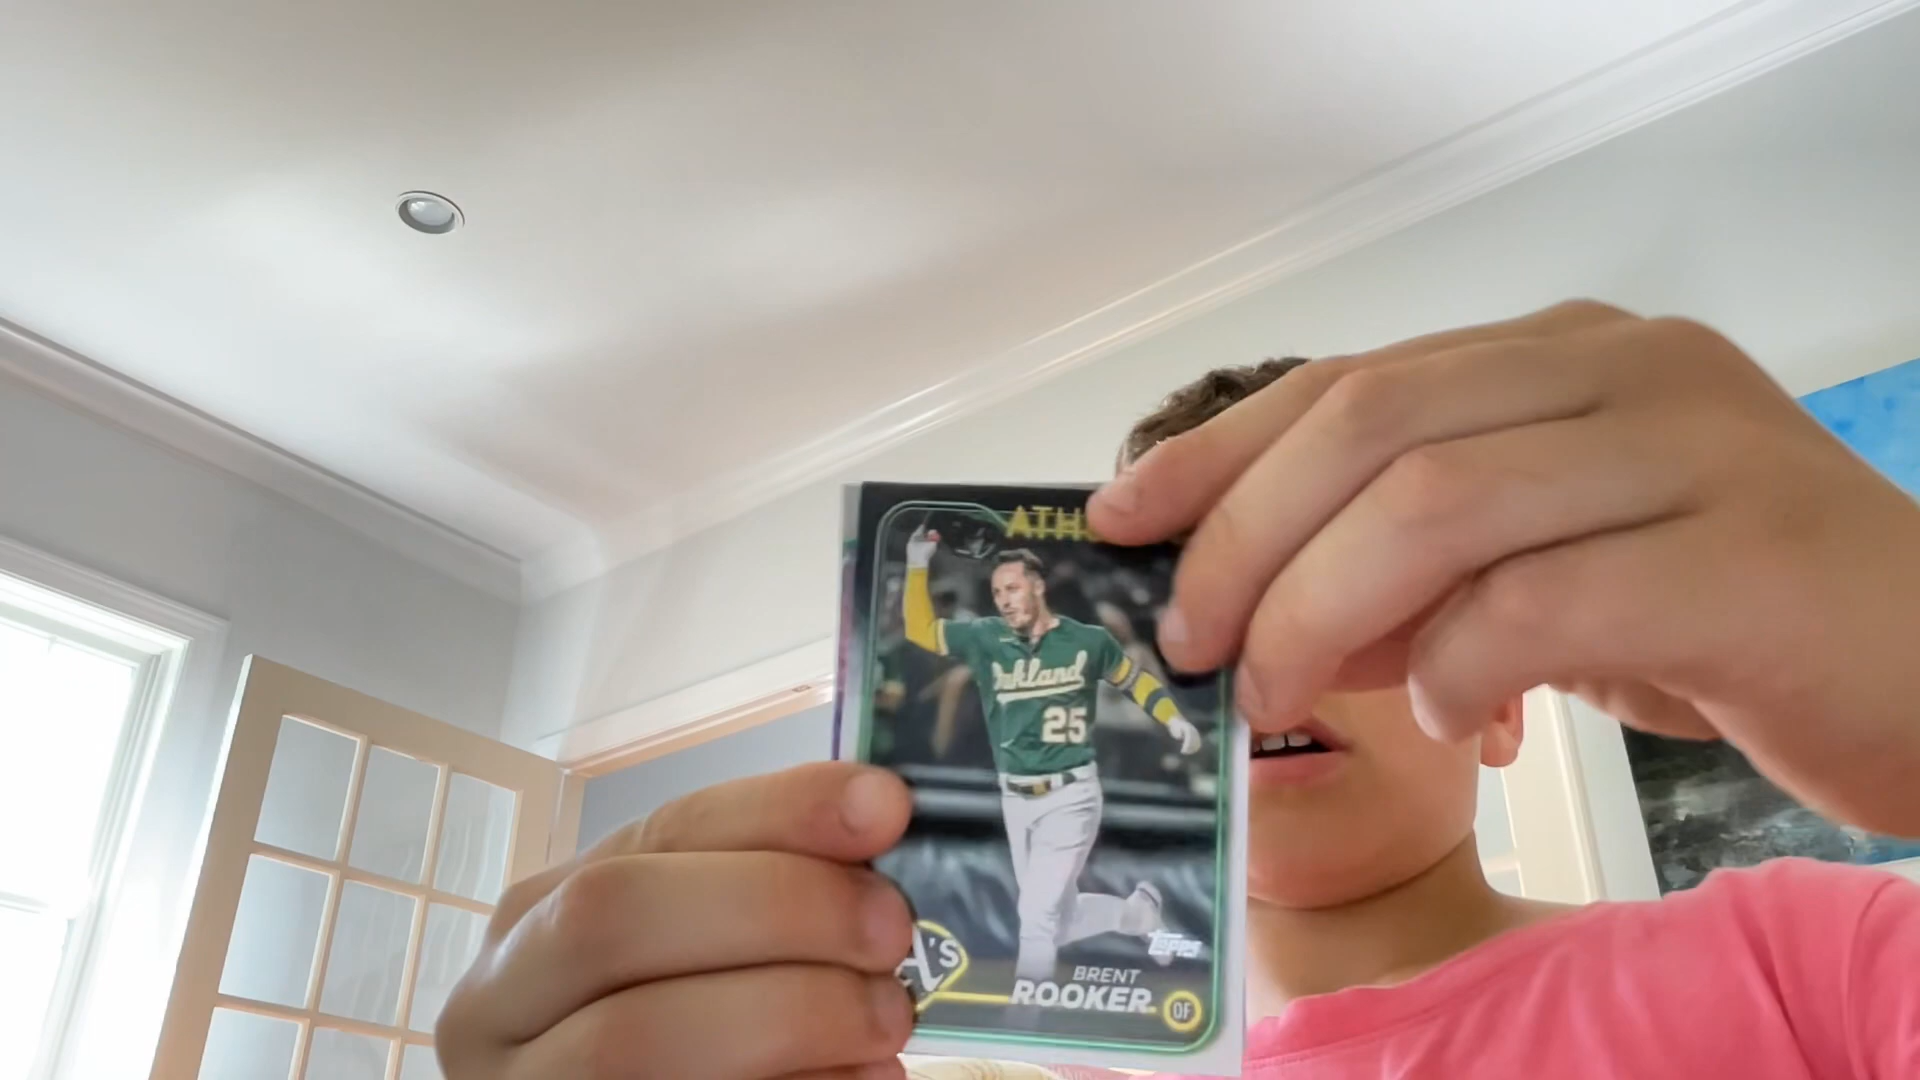 ATH
Oakland
25
A's
Topps
BRENT
ROOKER
OF